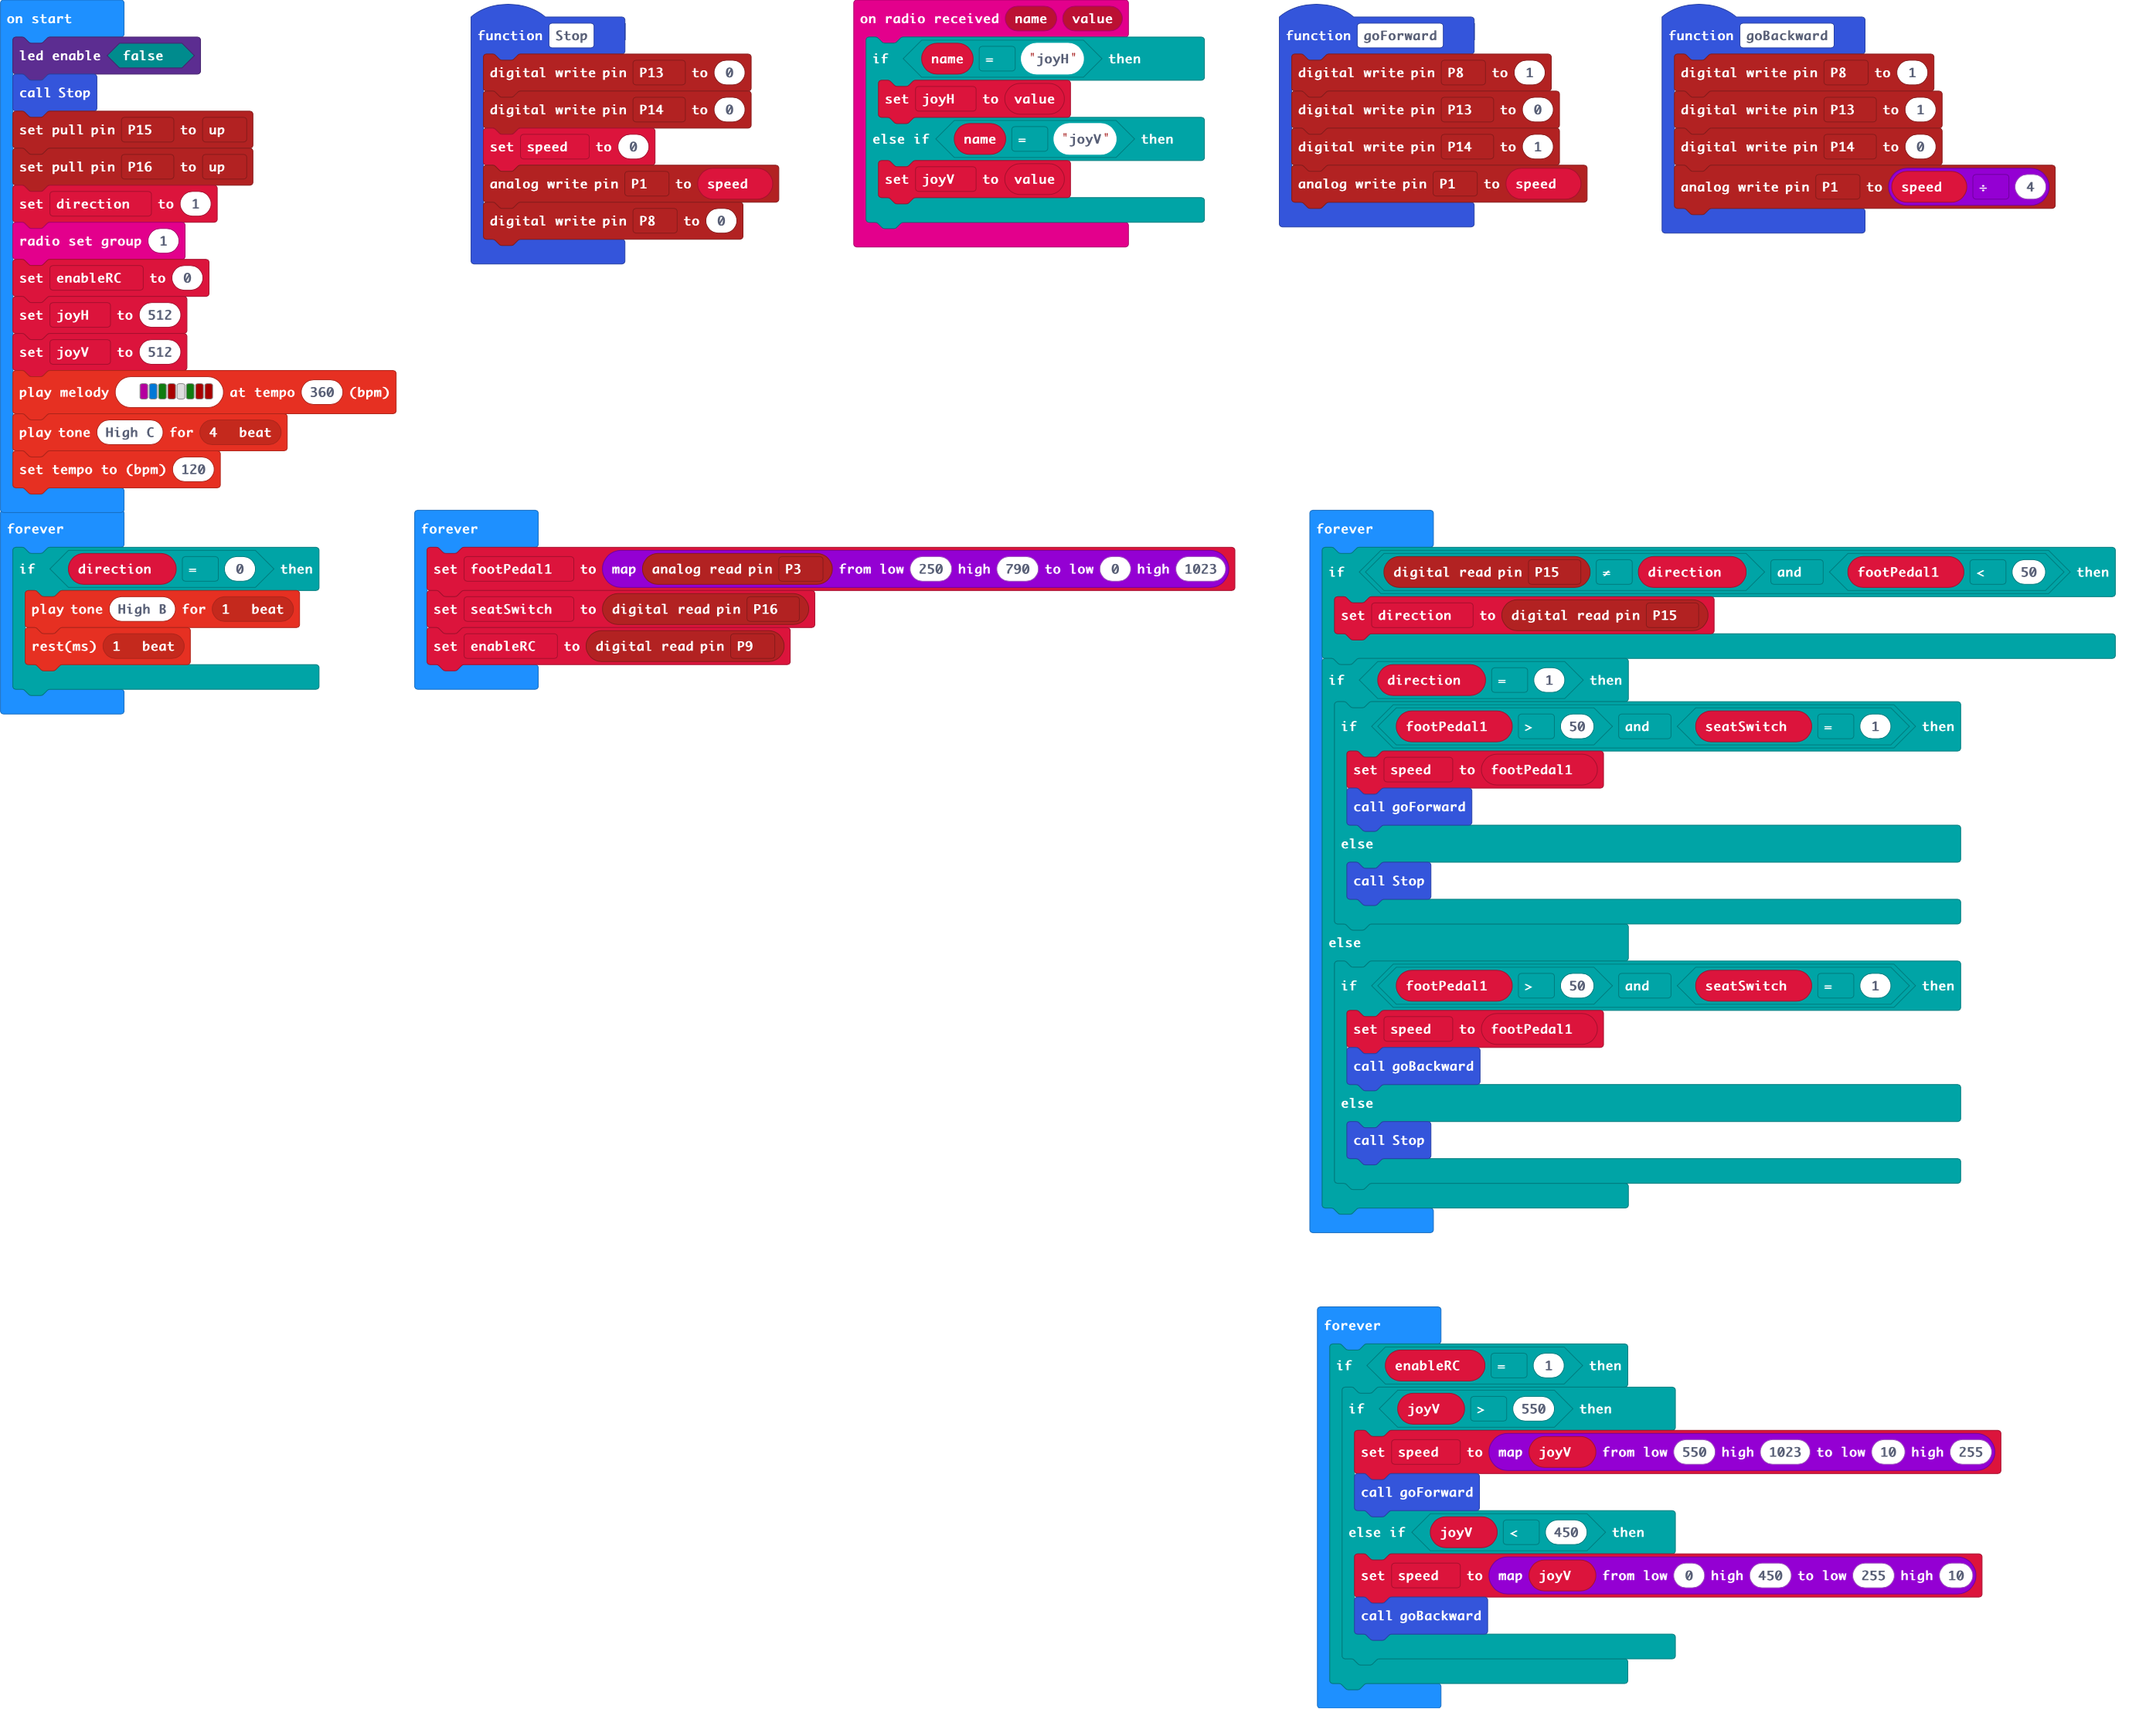 on start
led enable false
call Stop
set pull pin P15 to up
set pull pin P16 to up
set direction to 1
radio set group 1
set enableRC to 0
set joyH to 512
set joyV to 512
play melody at tempo 360 (bpm)
play tone High C for 4 beat
set tempo to (bpm) 120
function Stop
digital write pin P13 to 0
digital write pin P14 to 0
set speed to 0
analog write pin P1 to speed
digital write pin P8 to 0
on radio received name value
if name = "joyH" then
set joyH to value
else if name = "joyV" then
set joyV to value
function goForward
digital write pin P8 to 1
digital write pin P13 to 0
digital write pin P14 to 1
analog write pin P1 to speed
function goBackward
digital write pin P8 to 1
digital write pin P13 to 1
digital write pin P14 to 0
analog write pin P1 to speed ÷ 4
forever
if direction = 0 then
play tone High B for 1 beat
rest(ms) 1 beat
forever
set footPedal1 to map analog read pin P3 from low 250 high 790 to low 0 high 1023
set seatSwitch to digital read pin P16
set enableRC to digital read pin P9
forever
if digital read pin P15 ≠ direction and footPedal1 < 50 then
set direction to digital read pin P15
if direction = 1 then
if footPedal1 > 50 and seatSwitch = 1 then
set speed to footPedal1
call goForward
else
call Stop
else
if footPedal1 > 50 and seatSwitch = 1 then
set speed to footPedal1
call goBackward
else
call Stop
forever
if enableRC = 1 then
if joyV > 550 then
set speed to map joyV from low 550 high 1023 to low 10 high 255
call goForward
else if joyV < 450 then
set speed to map joyV from low 0 high 450 to low 255 high 10
call goBackward